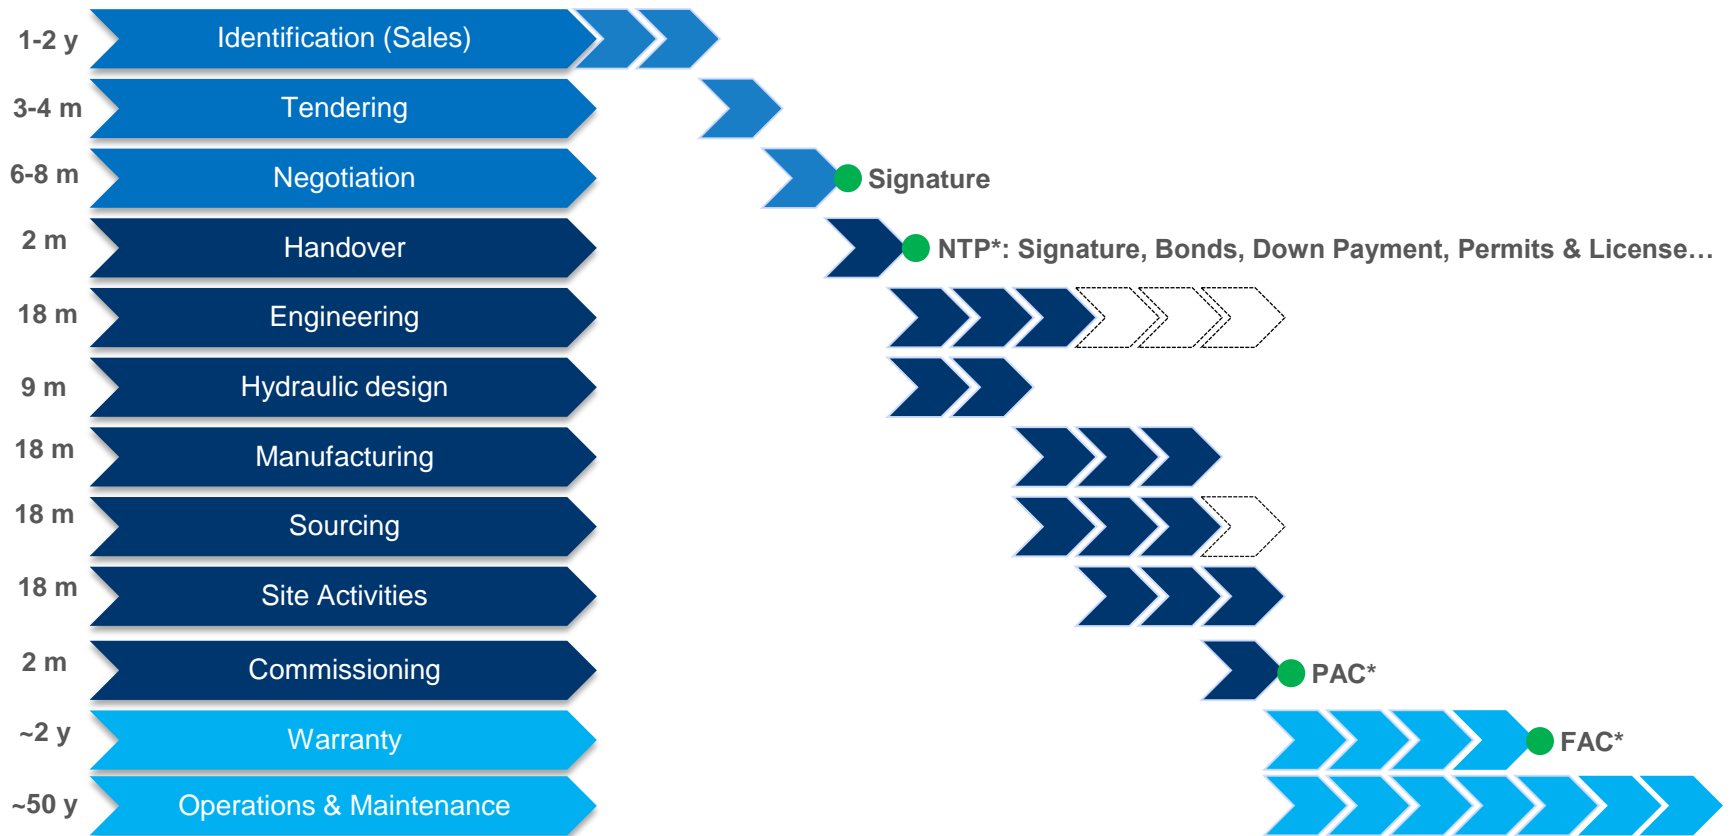 1-2 y Identification (Sales)
3-4 m Tendering
6-8 m Negotiation Signature
2 m Handover NTP*: Signature, Bonds, Down Payment, Permits & License…
18 m Engineering
9 m Hydraulic design
18 m Manufacturing
18 m Sourcing
18 m Site Activities
2 m Commissioning PAC*
~2 y Warranty FAC*
~50 y Operations & Maintenance